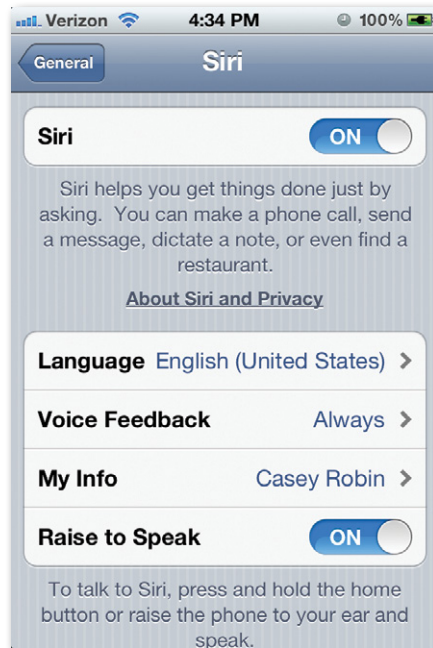 Verizon 4:34 PM 100%
General Siri
Siri ON
Siri helps you get things done just by
asking. You can make a phone call, send
a message, dictate a note, or even find a
restaurant.
About Siri and Privacy
Language English (United States)
Voice Feedback Always
My Info Casey Robin
Raise to Speak ON
To talk to Siri, press and hold the home
button or raise the phone to your ear and
speak.